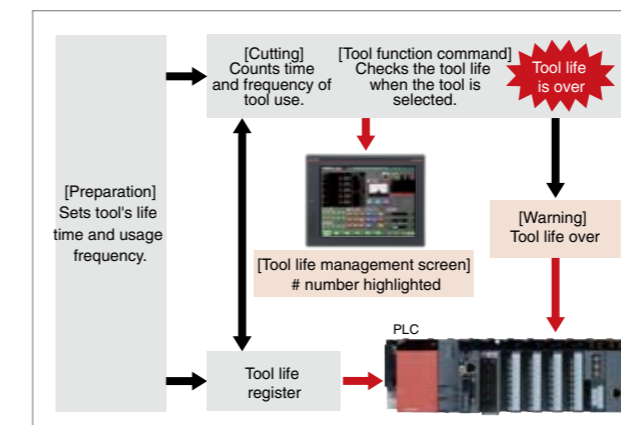 [Preparation]
Sets tool's life
time and usage
frequency.
[Cutting]
Counts time
and frequency of
tool use.
[Tool function command]
Checks the tool life
when the tool is
selected.
Tool life
is over
[Tool life management screen]
# number highlighted
[Warning]
Tool life over
Tool life
register
PLC